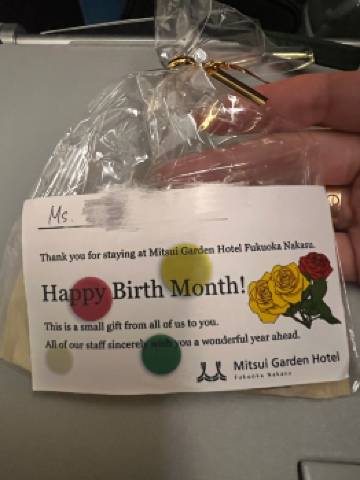 Ms.
Thank you for staying at Mitsui Garden Hotel Fukuoka Nakasu.
Happy Birth Month!
This is a small gift from all of us to you.
All of our staff sincerely wish you a wonderful year ahead.
Mitsui Garden Hotel
Fukuoka Nakasu